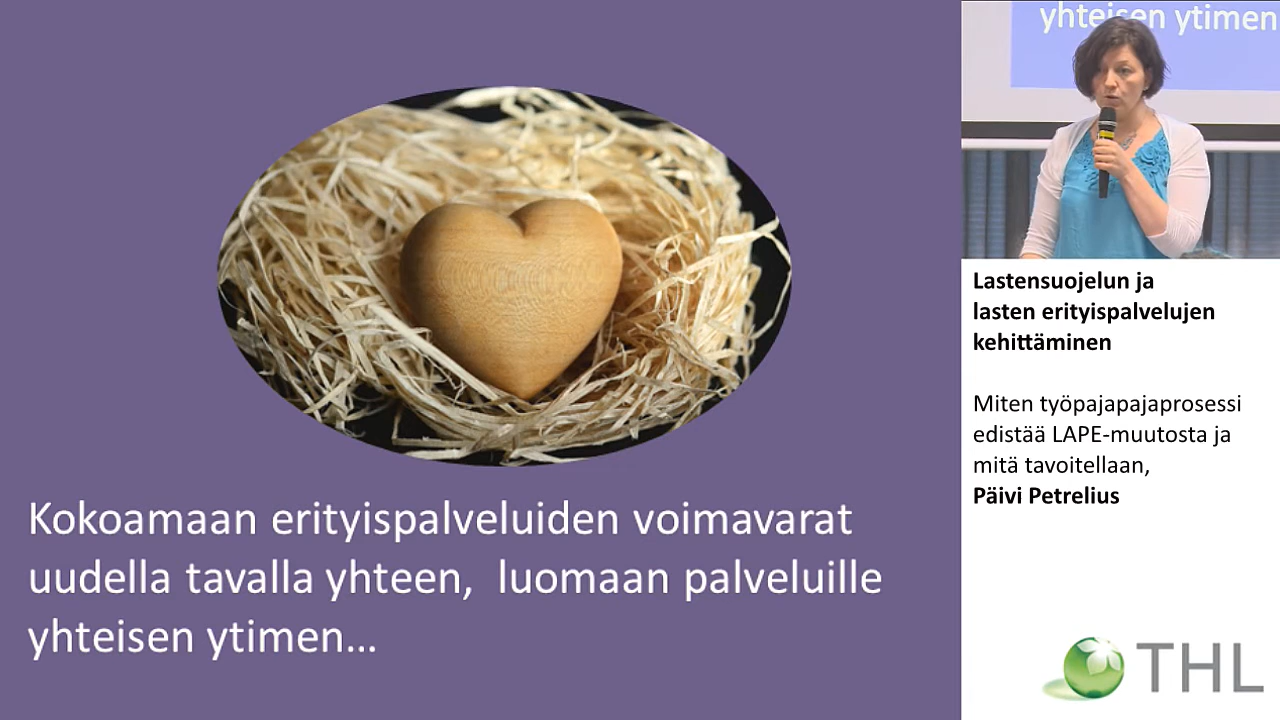 Kokoamaan erityispalveluiden voimavarat
uudella tavalla yhteen, luomaan palveluille
yhteisen ytimen...
yhteisen ytimen
Lastensuojelun ja
lasten erityispalvelujen
kehittäminen
Miten työpajapajaprosessi
edistää LAPE-muutosta ja
mitä tavoitellaan,
Päivi Petrelius
THL